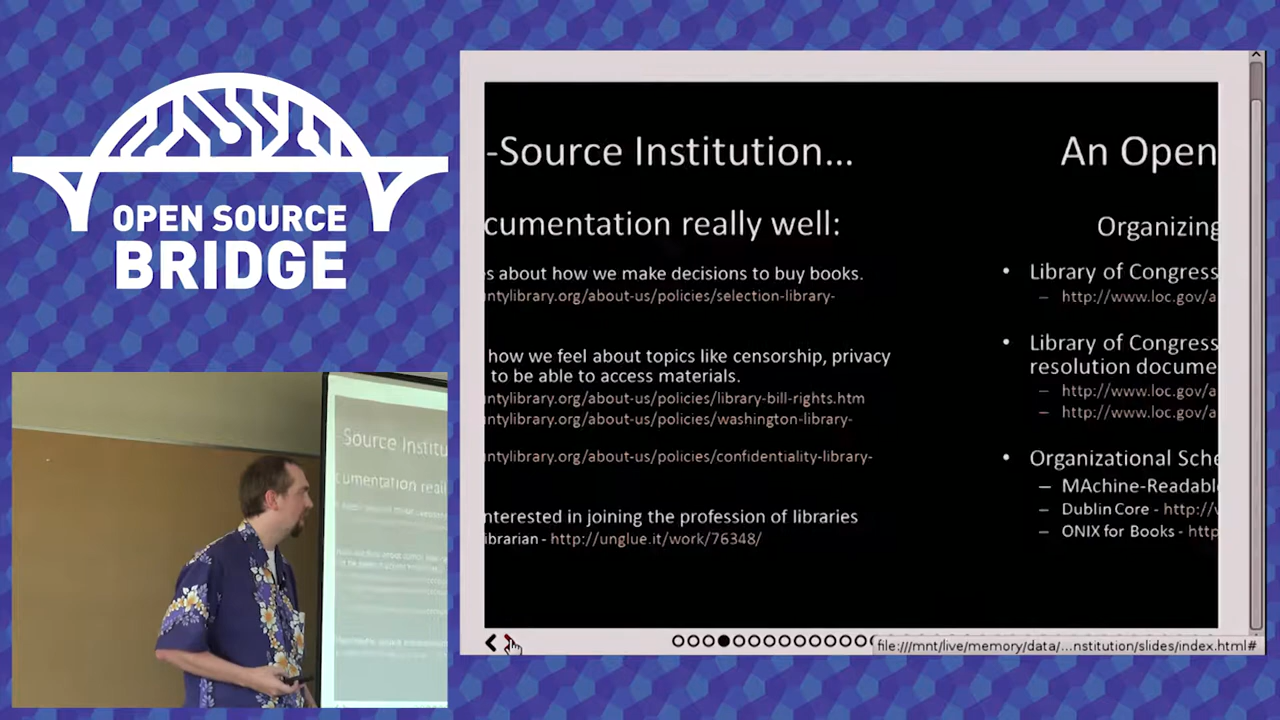 OPEN SOURCE
BRIDGE
-Source Institution...
cumentation really well:
s about how we make decisions to buy books.
ntylibrary.org/about-us/policies/selection-library-
how we feel about topics like censorship, privacy
to be able to access materials.
ntylibrary.org/about-us/policies/library-bill-rights.htm
ntylibrary.org/about-us/policies/washington-library-
ntylibrary.org/about-us/policies/confidentiality-library-
nterested in joining the profession of libraries
ibrarian - http://unglue.it/work/76348/
An Open
Organizing
• Library of Congress
– http://www.loc.gov/a
• Library of Congress
resolution docume
– http://www.loc.gov/a
– http://www.loc.gov/a
• Organizational Sche
– MAchine-Readabl
– Dublin Core - http://v
– ONIX for Books - http
file:///mnt/live/memory/data/...nstitution/slides/index.html#
-Source Institu
cumentation reall